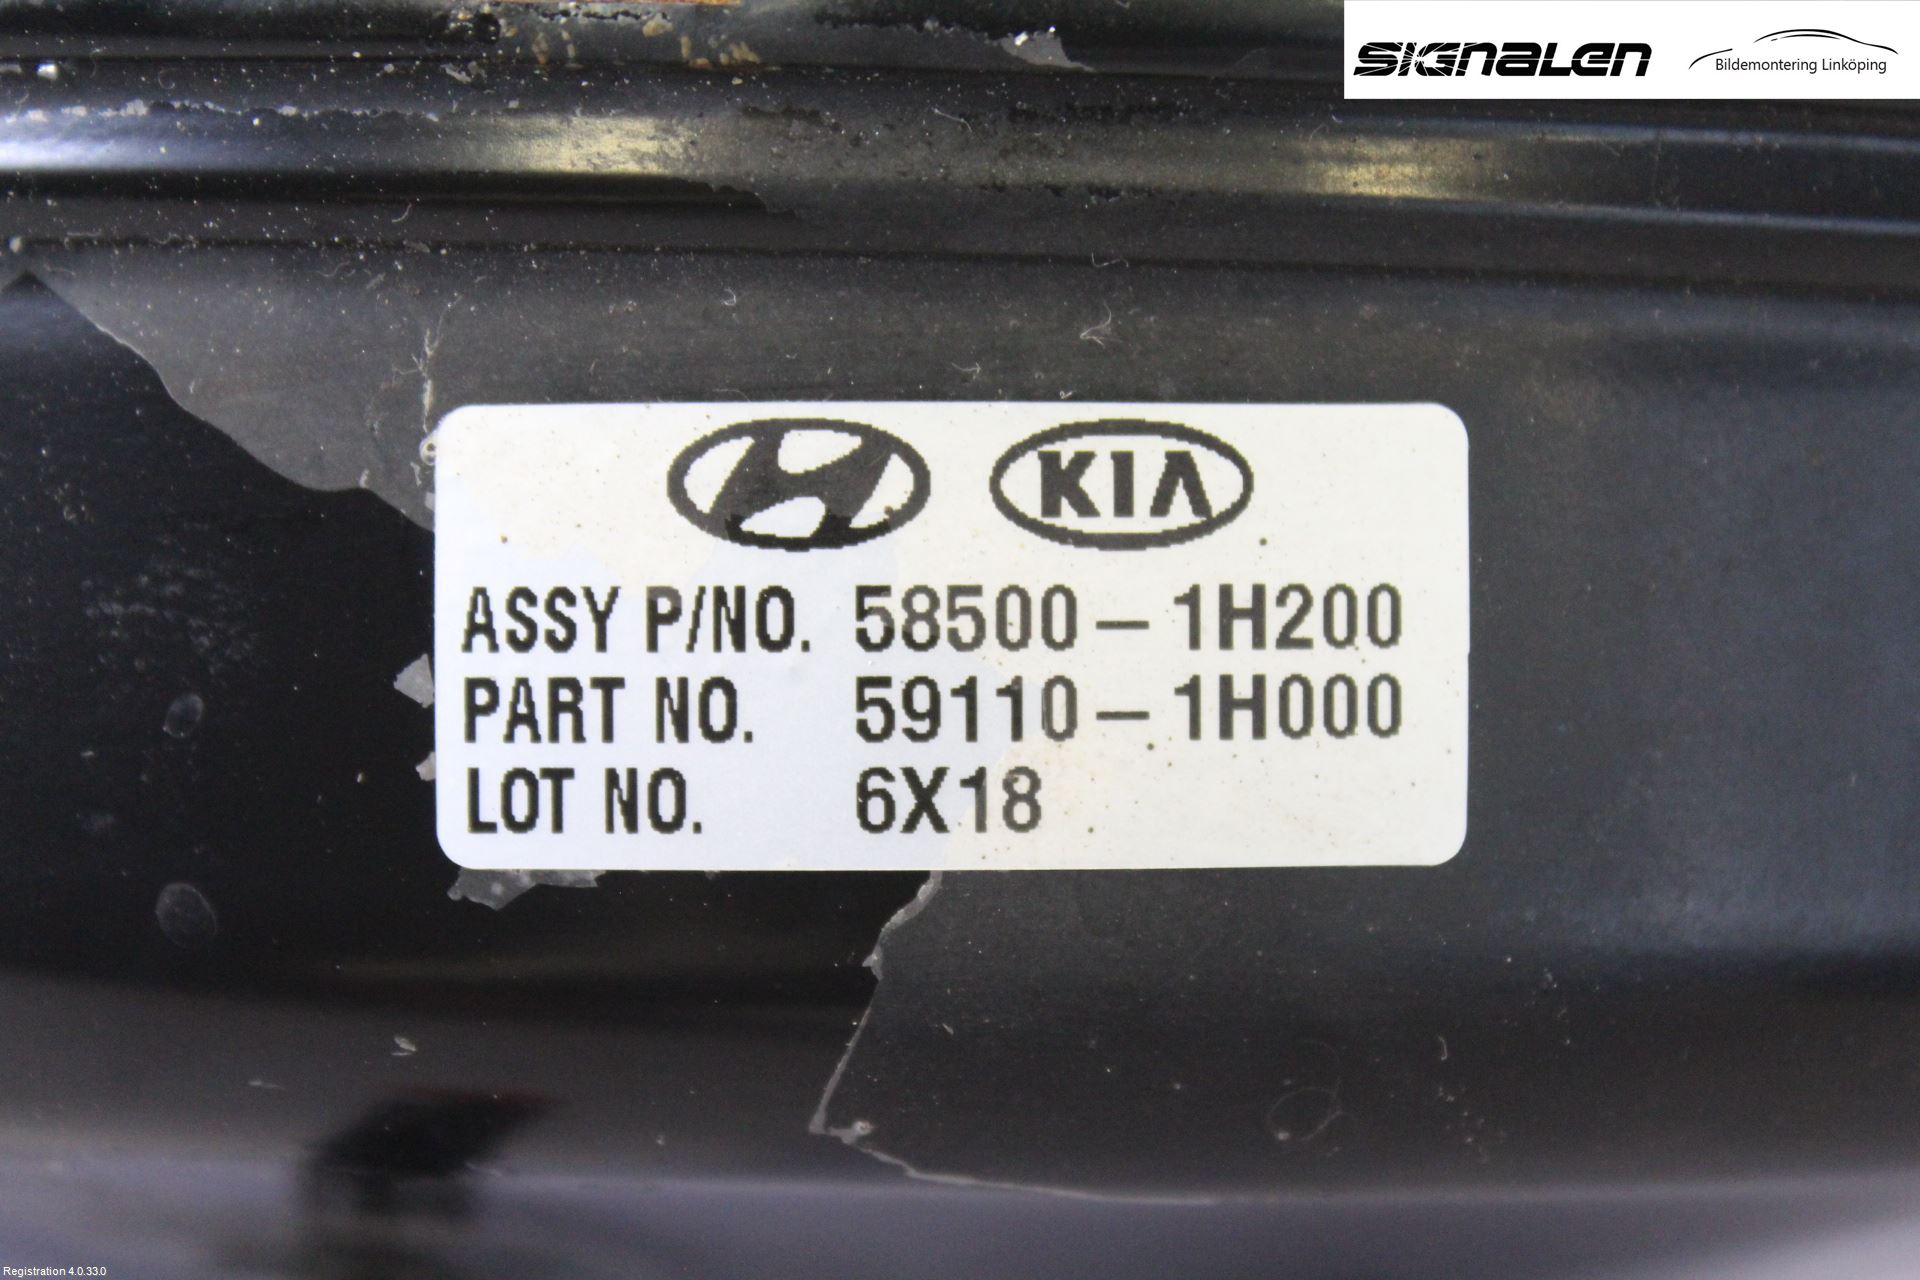 SIGNALEN
Bildemontering Linköping
KIA
ASSY P/NO. 58500-1H200
PART NO. 59110-1H000
LOT NO. 6X18
Registration 4.0.33.0